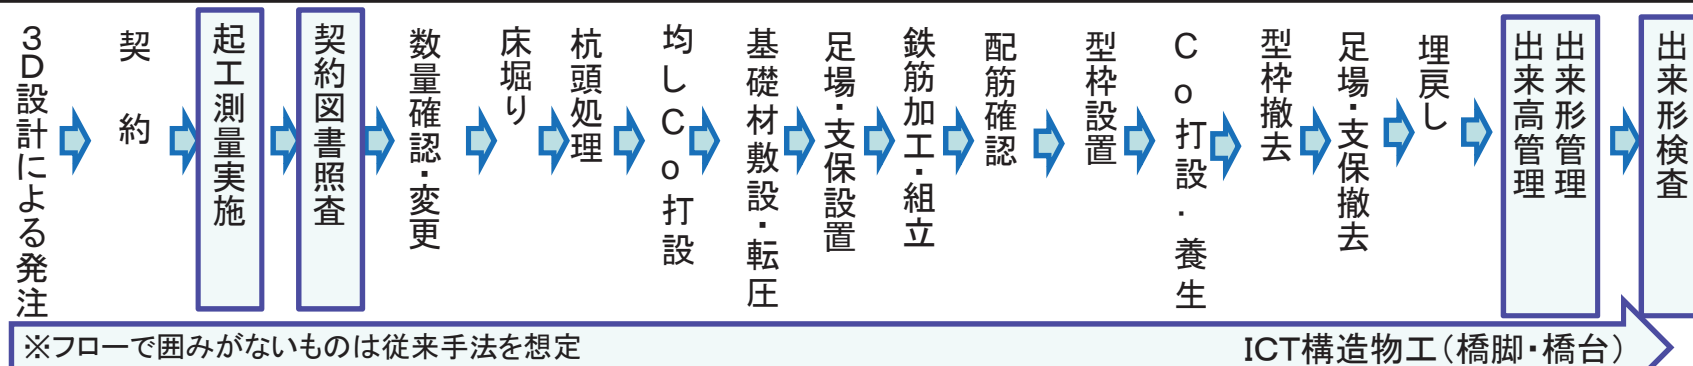 3D設計による発注
契約
起工測量実施
契約図書照査
数量確認・変更
床堀り
杭頭処理
均しCo打設
基礎材敷設・転圧
足場・支保設置
鉄筋加工・組立
配筋確認
型枠設置
Co打設・養生
型枠撤去
足場・支保撤去
埋戻し
出来形管理
出来高管理
出来形検査
※フローで囲みがないものは従来手法を想定
ICT構造物工(橋脚・橋台)